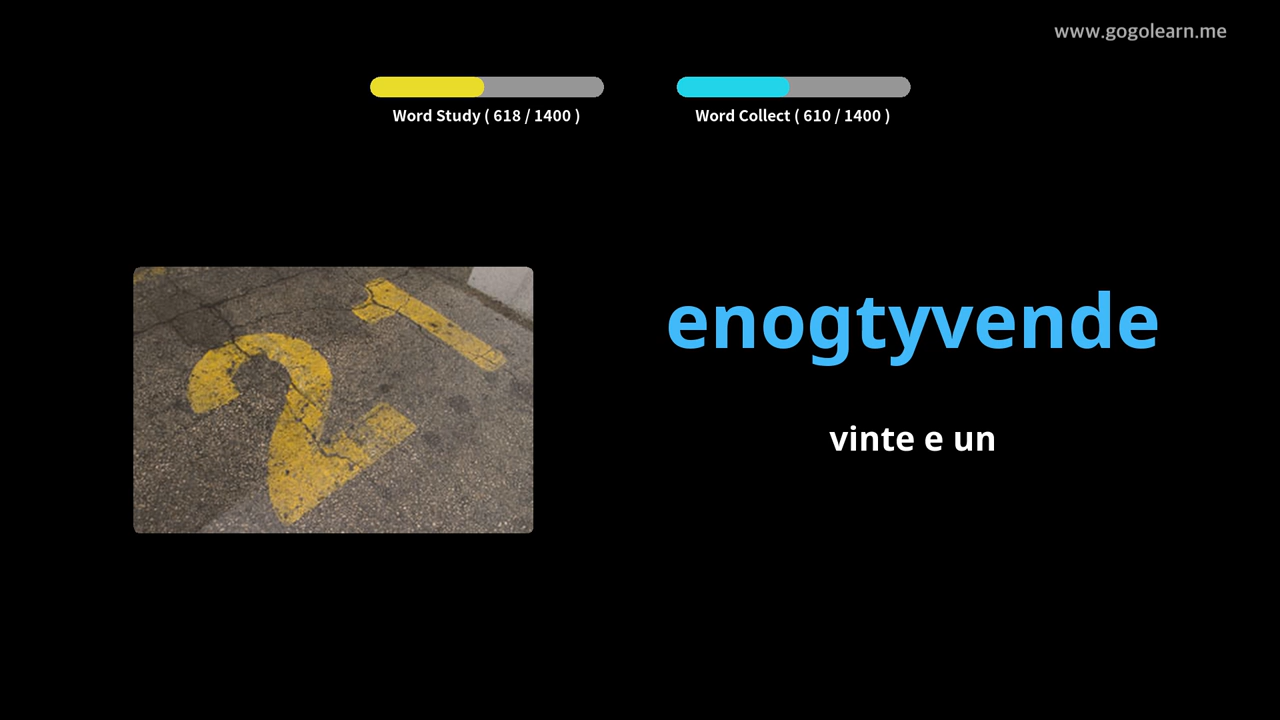 www.gogolearn.me
Word Study ( 618 / 1400 )
Word Collect ( 610 / 1400 )
21
enogtyvende
vinte e un